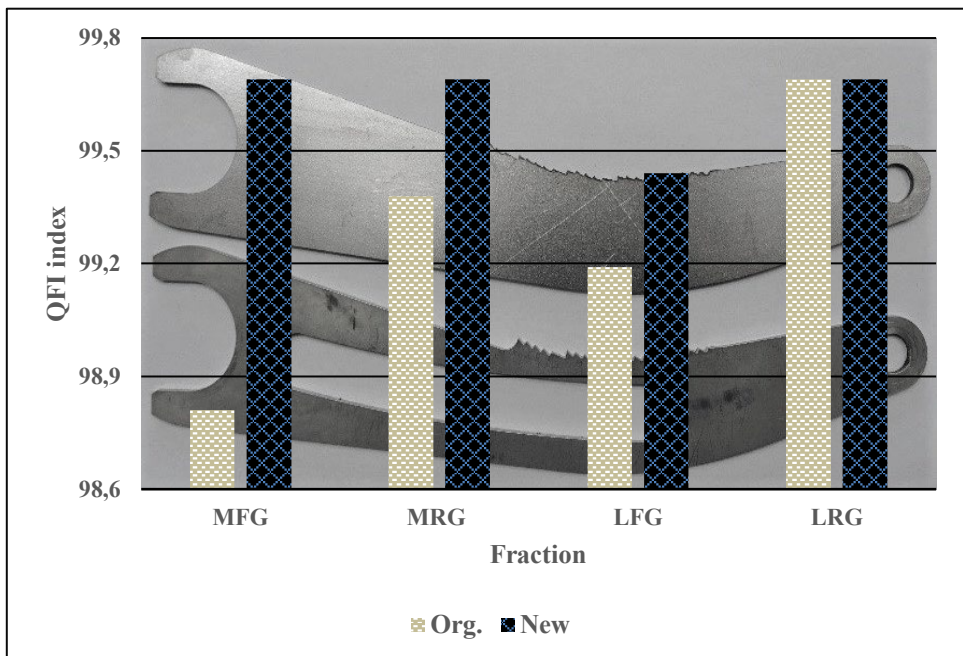 99,8
99,5
99,2
98,9
98,6
QFI index
MFG MRG LFG LRG
Fraction
Org. New